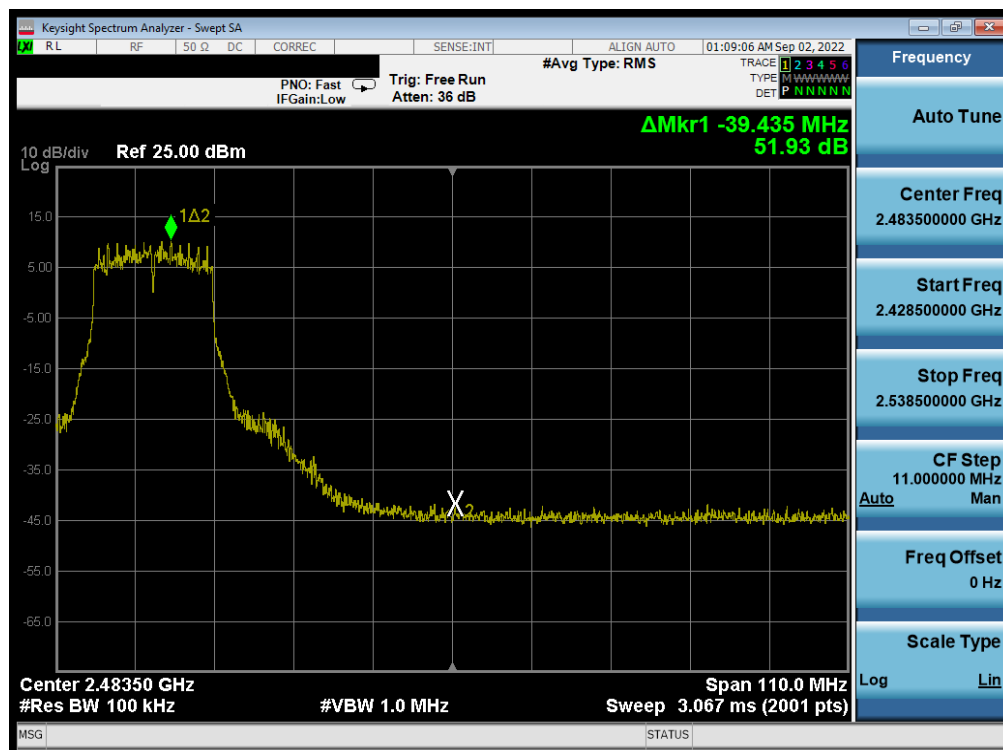 Keysight Spectrum Analyzer - Swept SA
LXI RL RF 50 Ω DC CORREC SENSE:INT ALIGN AUTO 01:09:06 AM Sep 02, 2022
#Avg Type: RMS
TRACE 1 2 3 4 5 6
PNO: Fast Trig: Free Run TYPE M WWWWW
IFGain:Low Atten: 36 dB DET P N N N N N
ΔMkr1 -39.435 MHz
51.93 dB
10 dB/div Ref 25.00 dBm
Log
15.0
1Δ2
5.00
-5.00
-15.0
-25.0
-35.0
X2
-45.0
-55.0
-65.0
Center 2.48350 GHz Span 110.0 MHz
#Res BW 100 kHz #VBW 1.0 MHz Sweep 3.067 ms (2001 pts)
MSG STATUS
Frequency
Auto Tune
Center Freq
2.483500000 GHz
Start Freq
2.428500000 GHz
Stop Freq
2.538500000 GHz
CF Step
11.000000 MHz
Auto Man
Freq Offset
0 Hz
Scale Type
Log Lin